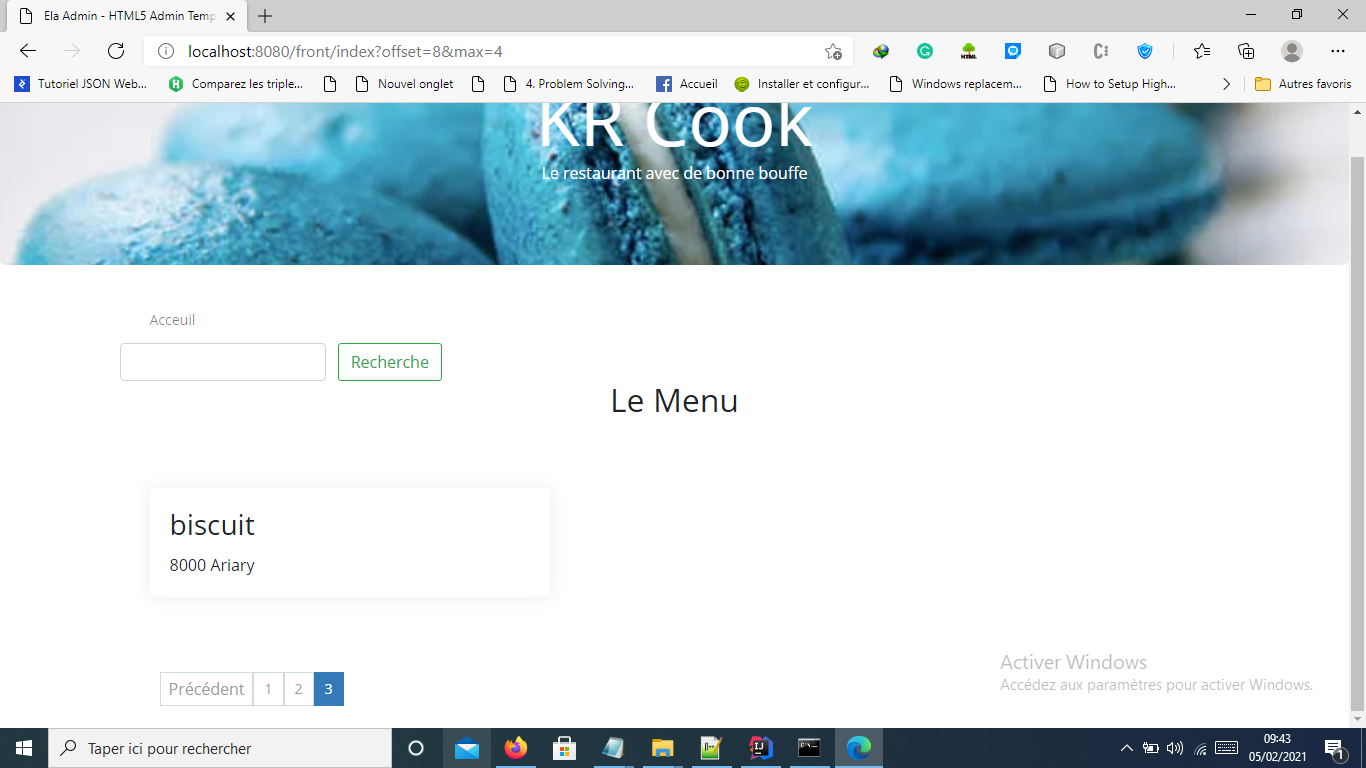 Ela Admin - HTML5 Admin Temp
localhost:8080/front/index?offset=8&max=4
Tutoriel JSON Web...
Comparez les triple...
Nouvel onglet
4. Problem Solving...
Accueil
Installer et configur...
Windows replacem...
How to Setup High...
Autres favoris
KR Cook
Le restaurant avec de bonne bouffe
Acceuil
Recherche
Le Menu
biscuit
8000 Ariary
Précédent 1 2 3
Activer Windows
Accédez aux paramètres pour activer Windows.
Taper ici pour rechercher
09:43
05/02/2021
1